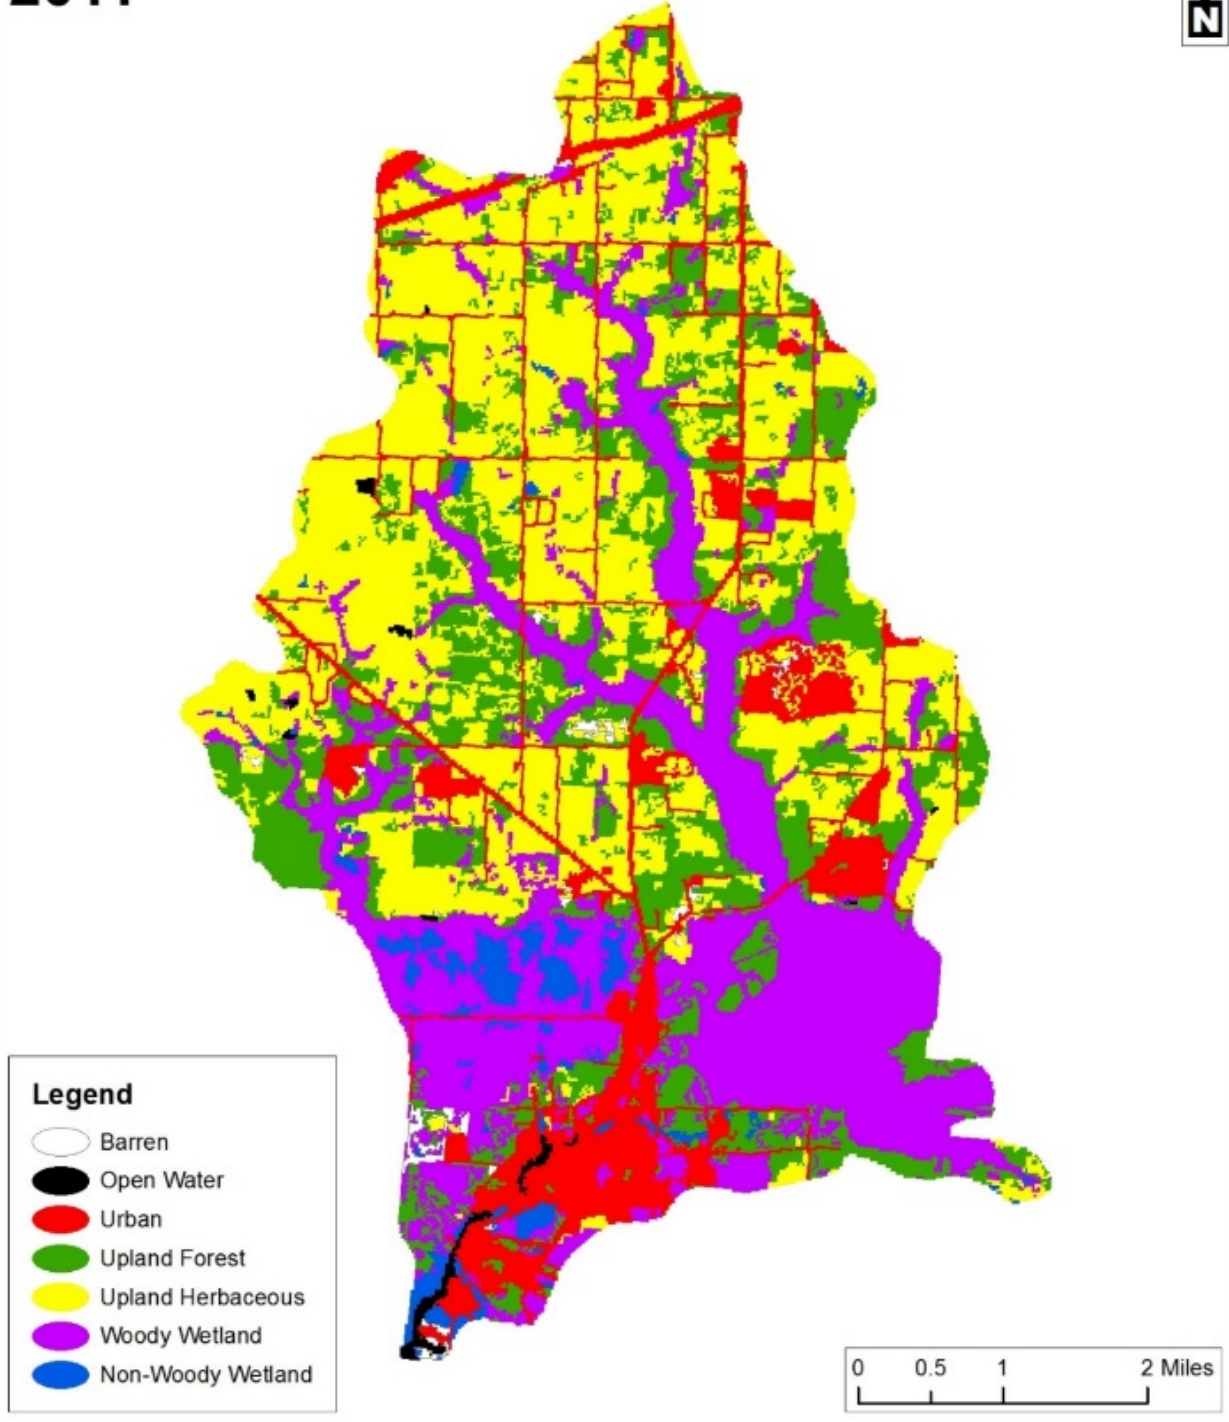 N
Legend
Barren
Open Water
Urban
Upland Forest
Upland Herbaceous
Woody Wetland
Non-Woody Wetland
0 0.5 1 2 Miles